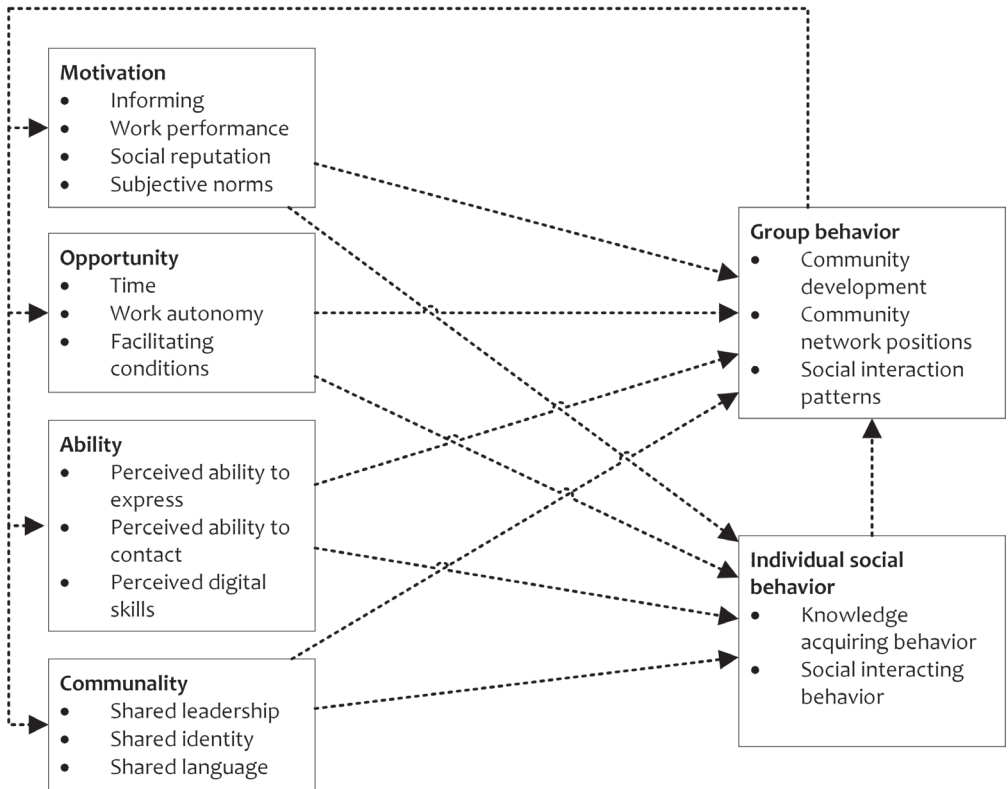 Motivation
● Informing
● Work performance
● Social reputation
● Subjective norms
Opportunity
● Time
● Work autonomy
● Facilitating
conditions
Ability
● Perceived ability to
express
● Perceived ability to
contact
● Perceived digital
skills
Communality
● Shared leadership
● Shared identity
● Shared language
Group behavior
● Community
development
● Community
network positions
● Social interaction
patterns
Individual social
behavior
● Knowledge
acquiring behavior
● Social interacting
behavior